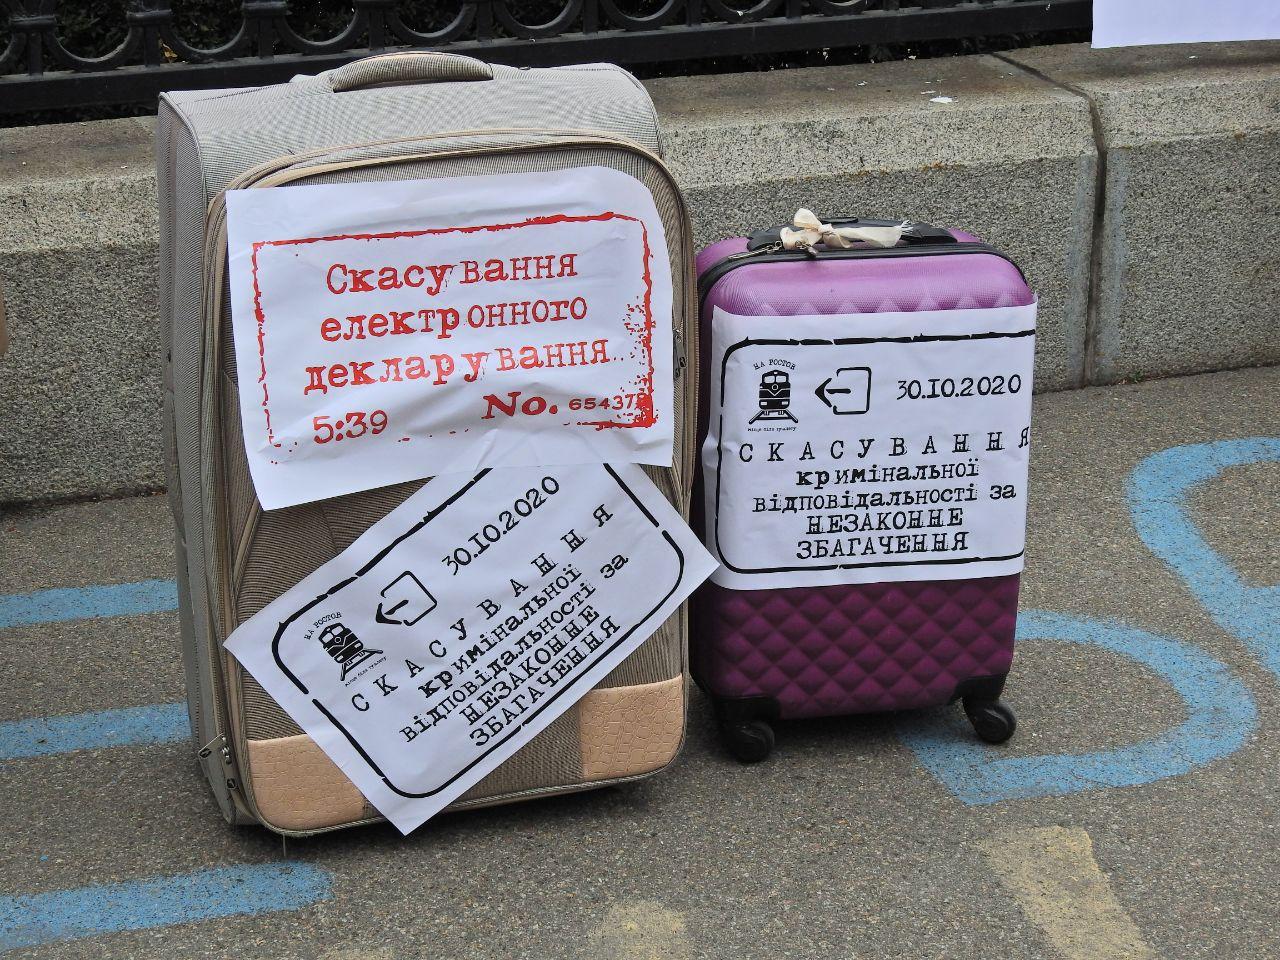 Скасування
електронного
декларування
5:39 No. 65437
НА РОСТОВ
30.10.2020
СКАСУВАННЯ
кримінальної
відповідальності за
НЕЗАКОННЕ
ЗБАГАЧЕННЯ
НА РОСТОВ
30.10.2020
СКАСУВАННЯ
кримінальної
відповідальності за
НЕЗАКОННЕ
ЗБАГАЧЕННЯ